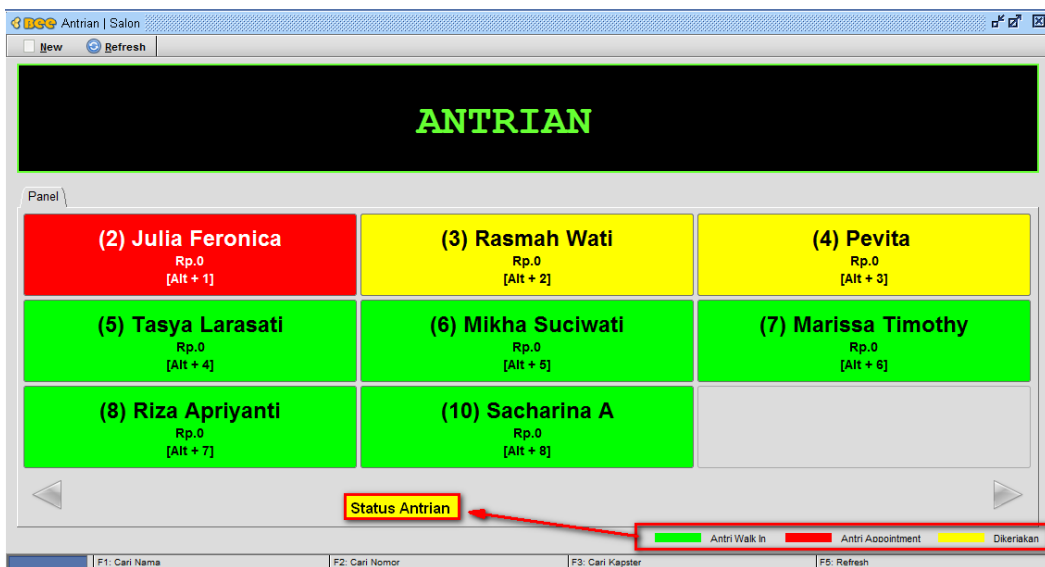 Bee Antrian | Salon
New Refresh
ANTRIAN
Panel
(2) Julia Feronica
Rp.0
[Alt + 1]
(3) Rasmah Wati
Rp.0
[Alt + 2]
(4) Pevita
Rp.0
[Alt + 3]
(5) Tasya Larasati
Rp.0
[Alt + 4]
(6) Mikha Suciwati
Rp.0
[Alt + 5]
(7) Marissa Timothy
Rp.0
[Alt + 6]
(8) Riza Apriyanti
Rp.0
[Alt + 7]
(10) Sacharina A
Rp.0
[Alt + 8]
Status Antrian
Antri Walk In Antri Appointment Dikerjakan
F1: Cari Nama F2: Cari Nomor F3: Cari Kapster F5: Refresh